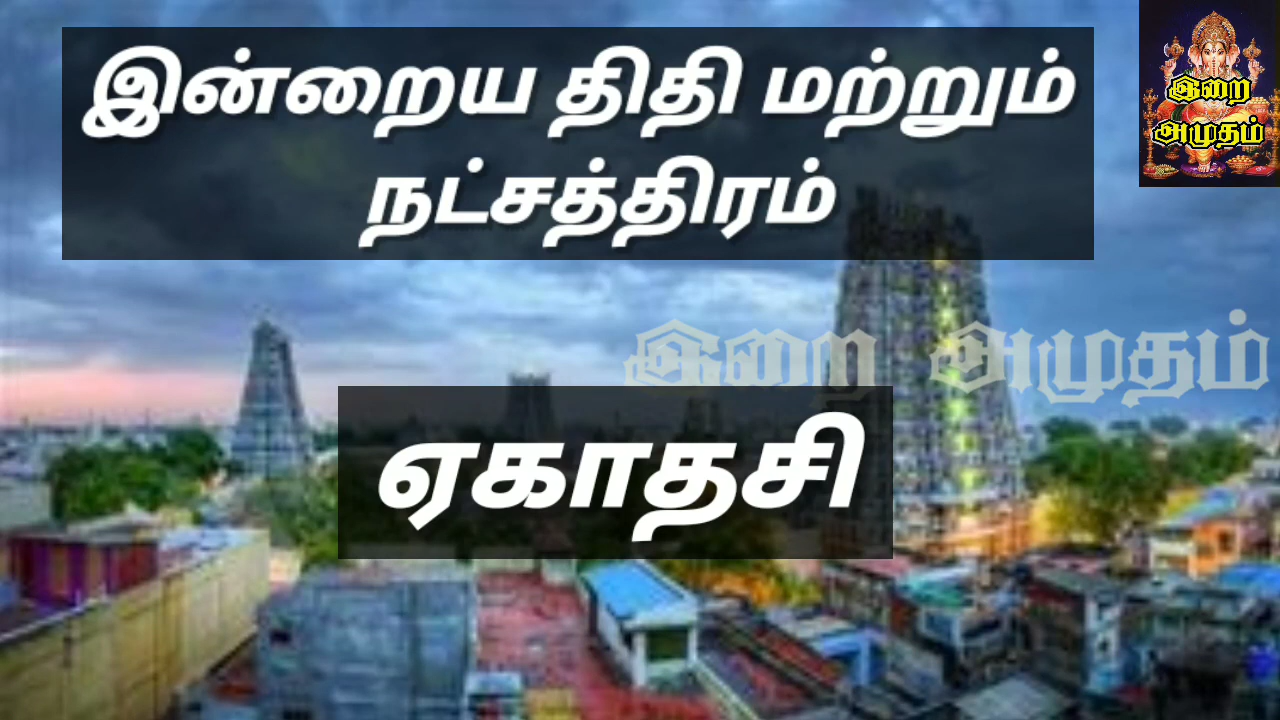 இன்றைய திதி மற்றும்
நட்சத்திரம்
இறை
அமுதம்
இறை அமுதம்
ஏகாதசி